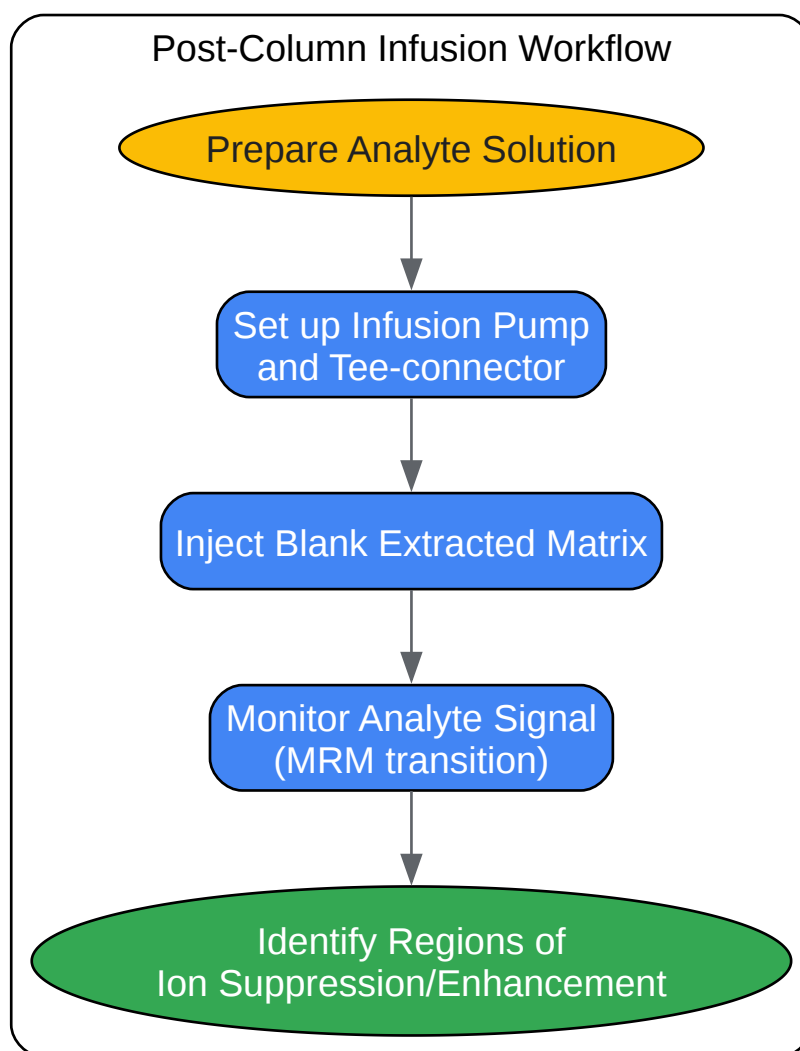 Post-Column Infusion Workflow
Prepare Analyte Solution
Set up Infusion Pump
and Tee-connector
Inject Blank Extracted Matrix
Monitor Analyte Signal
(MRM transition)
Identify Regions of
Ion Suppression/Enhancement